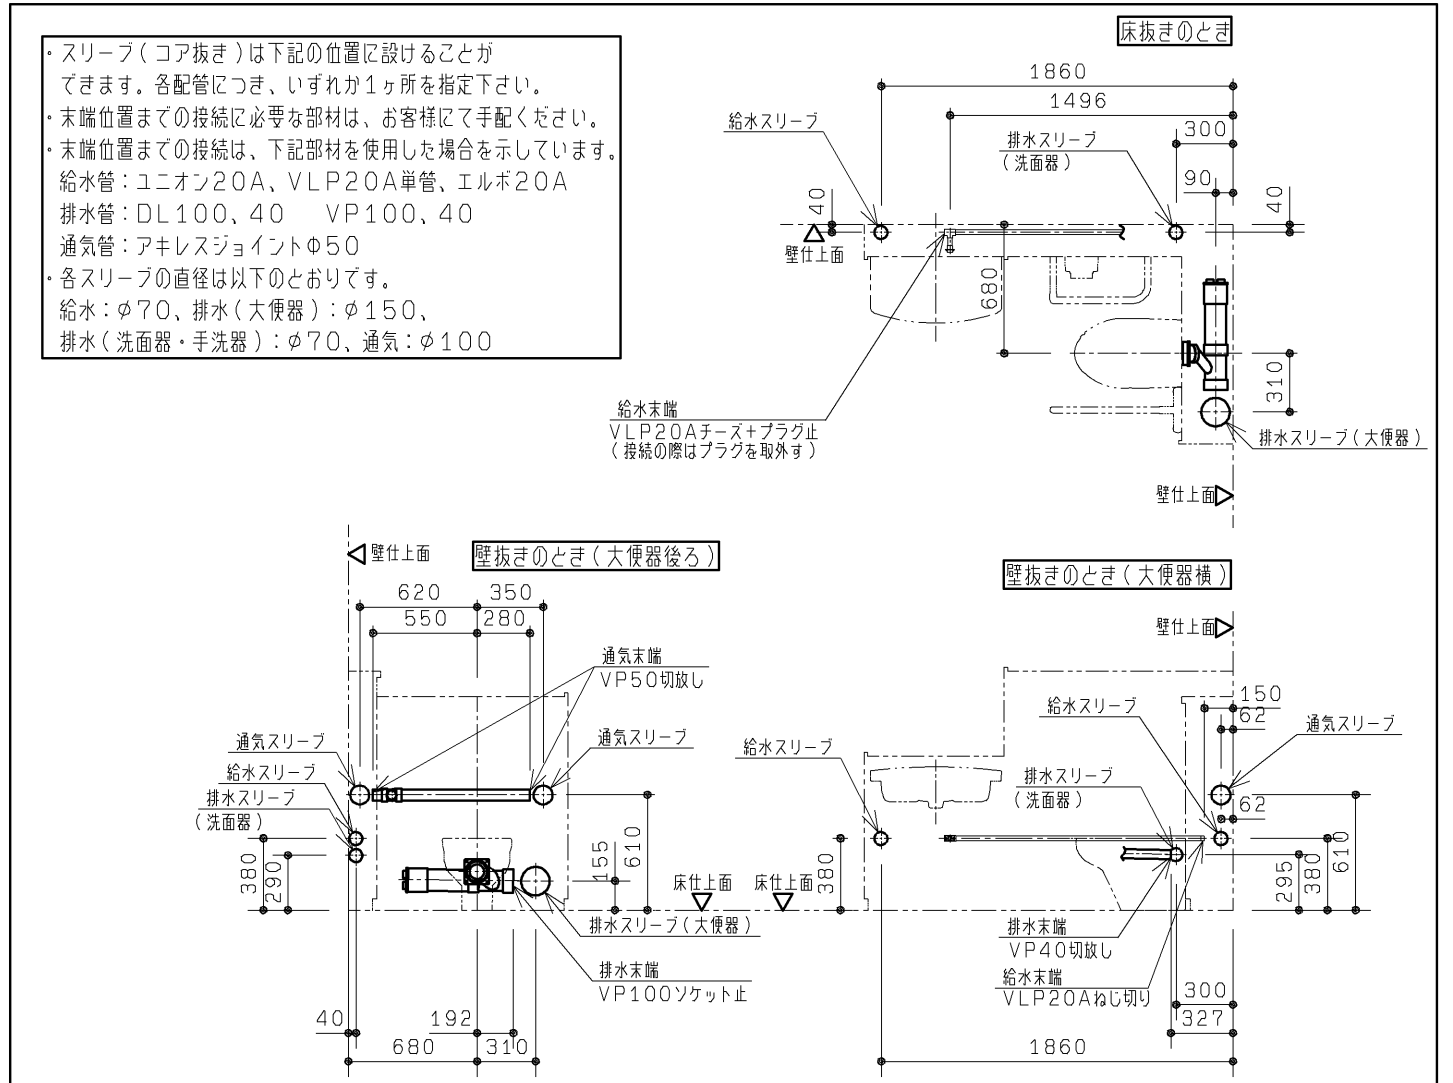 ・スリーブ(コア抜き)は下記の位置に設けることが
できます。各配管につき、いずれか1ヶ所を指定下さい。
・末端位置までの接続に必要な部材は、お客様にて手配ください。
・末端位置までの接続は、下記部材を使用した場合を示しています。
給水管:ユニオン20A、VLP20A単管、エルボ20A
排水管:DL100、40 VP100、40
通気管:アキレスジョイントΦ50
・各スリーブの直径は以下のとおりです。
給水:φ70、排水(大便器):φ150、
排水(洗面器・手洗器):φ70、通気:φ100
床抜きのとき
1860
1496
給水スリーブ
排水スリーブ
(洗面器)
300
90
40
40
壁仕上面
680
310
給水末端
VLP20Aチーズ+プラグ止
(接続の際はプラグを取外す)
排水スリーブ(大便器)
壁仕上面
壁仕上面
壁抜きのとき(大便器後ろ)
620
350
550
280
通気末端
VP50切放し
通気スリーブ
通気スリーブ
給水スリーブ
排水スリーブ
(洗面器)
380
290
155
610
床仕上面
排水スリーブ(大便器)
排水末端
VP100ソケット止
40
192
680
310
壁抜きのとき(大便器横)
壁仕上面
150
62
給水スリーブ
通気スリーブ
給水スリーブ
排水スリーブ
(洗面器)
62
床仕上面
380
295
380
610
排水末端
VP40切放し
給水末端
VLP20Aねじ切り
300
327
1860